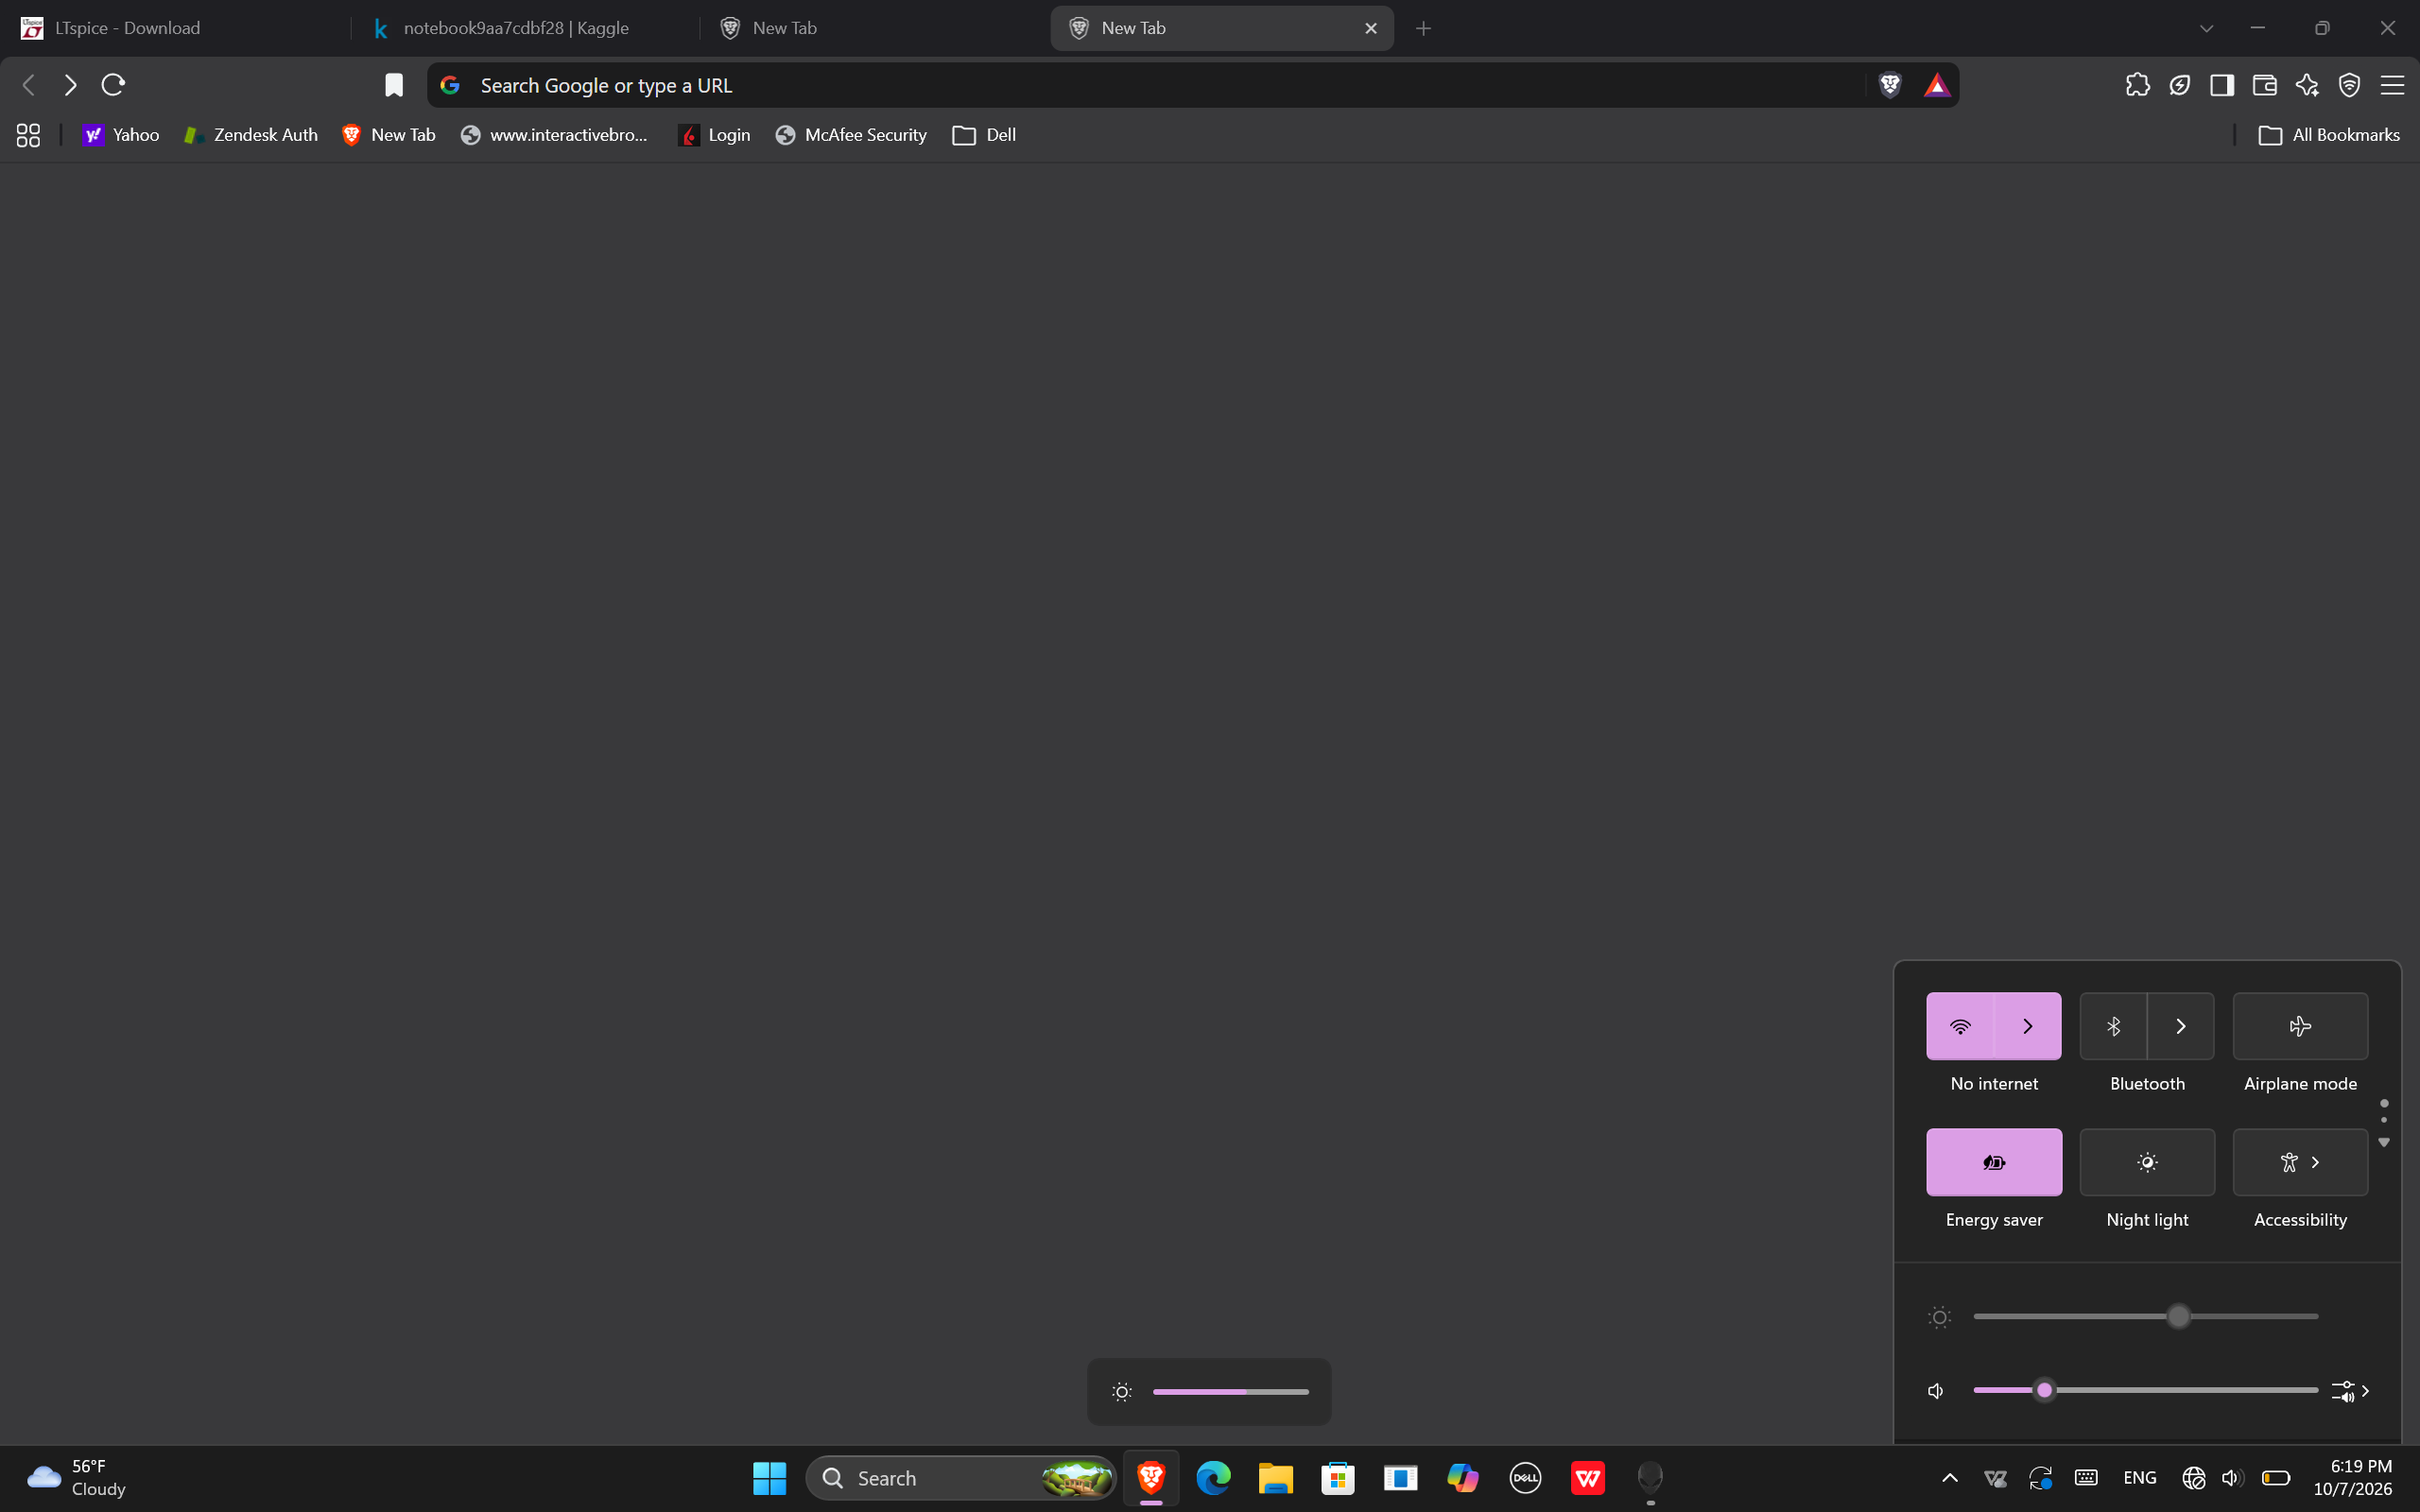 LTspice - Download
notebook9aa7cdbf28 | Kaggle
New Tab
New Tab
Search Google or type a URL
Yahoo
Zendesk Auth
New Tab
www.interactivebro...
Login
McAfee Security
Dell
All Bookmarks
No internet
Bluetooth
Airplane mode
Energy saver
Night light
Accessibility
56°F
Cloudy
Search
DELL
ENG
6:19 PM
10/7/2026